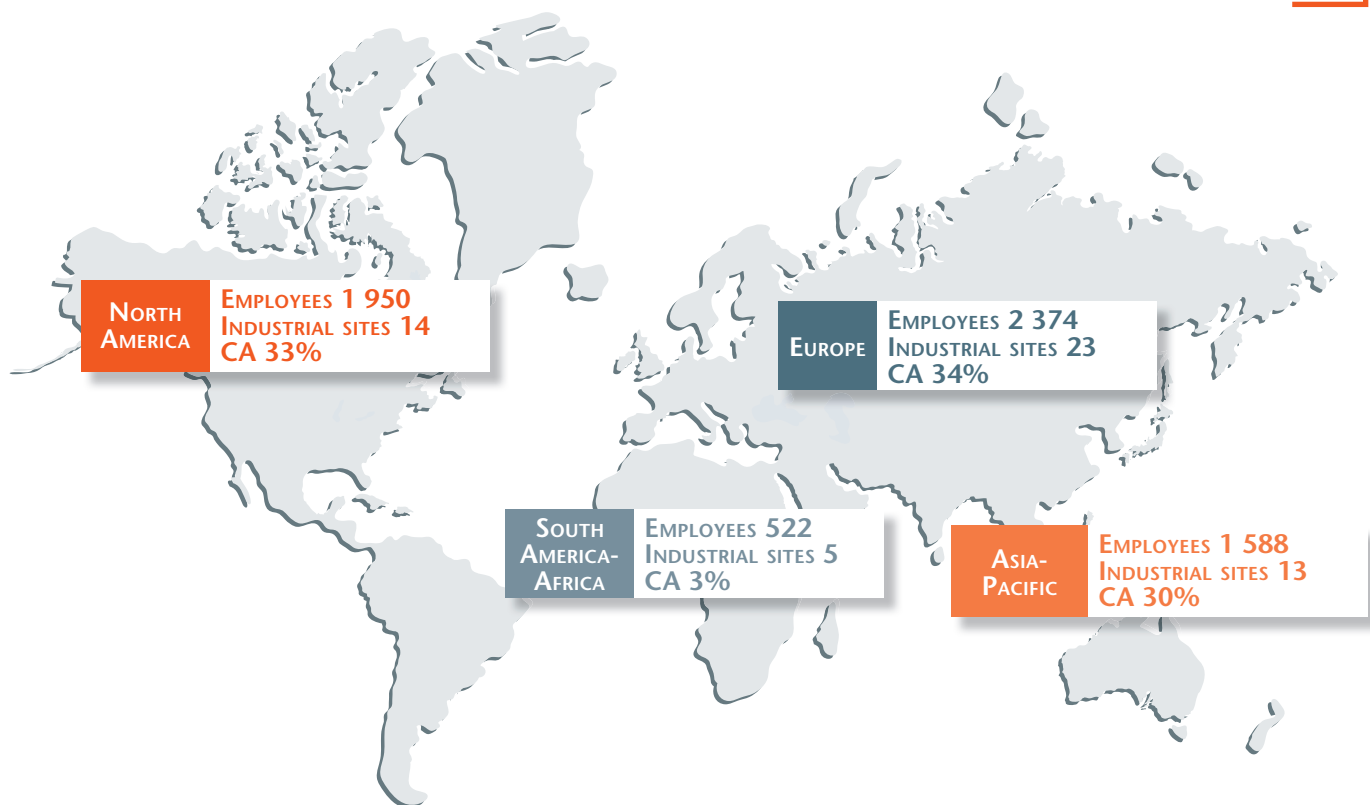 North
America
Employees 1 950
Industrial sites 14
CA 33%
Europe
Employees 2 374
Industrial sites 23
CA 34%
South
America-
Africa
Employees 522
Industrial sites 5
CA 3%
Asia-
Pacific
Employees 1 588
Industrial sites 13
CA 30%